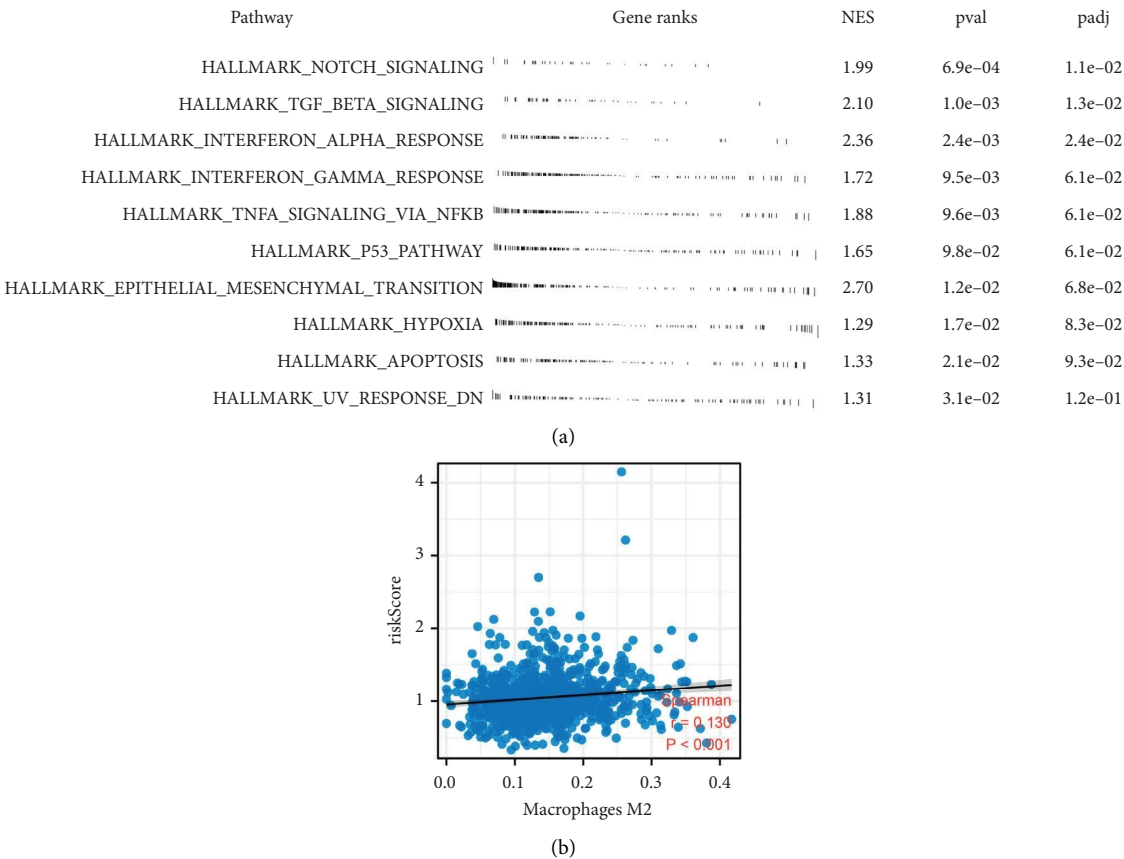 Pathway Gene ranks NES pval padj
HALLMARK_NOTCH_SIGNALING 1.99 6.9e–04 1.1e–02
HALLMARK_TGF_BETA_SIGNALING 2.10 1.0e–03 1.3e–02
HALLMARK_INTERFERON_ALPHA_RESPONSE 2.36 2.4e–03 2.4e–02
HALLMARK_INTERFERON_GAMMA_RESPONSE 1.72 9.5e–03 6.1e–02
HALLMARK_TNFA_SIGNALING_VIA_NFKB 1.88 9.6e–03 6.1e–02
HALLMARK_P53_PATHWAY 1.65 9.8e–02 6.1e–02
HALLMARK_EPITHELIAL_MESENCHYMAL_TRANSITION 2.70 1.2e–02 6.8e–02
HALLMARK_HYPOXIA 1.29 1.7e–02 8.3e–02
HALLMARK_APOPTOSIS 1.33 2.1e–02 9.3e–02
HALLMARK_UV_RESPONSE_DN 1.31 3.1e–02 1.2e–01
(a)
4
3
2
1
riskScore
Spearman
r = 0.130
P < 0.001
0.0 0.1 0.2 0.3 0.4
Macrophages M2
(b)